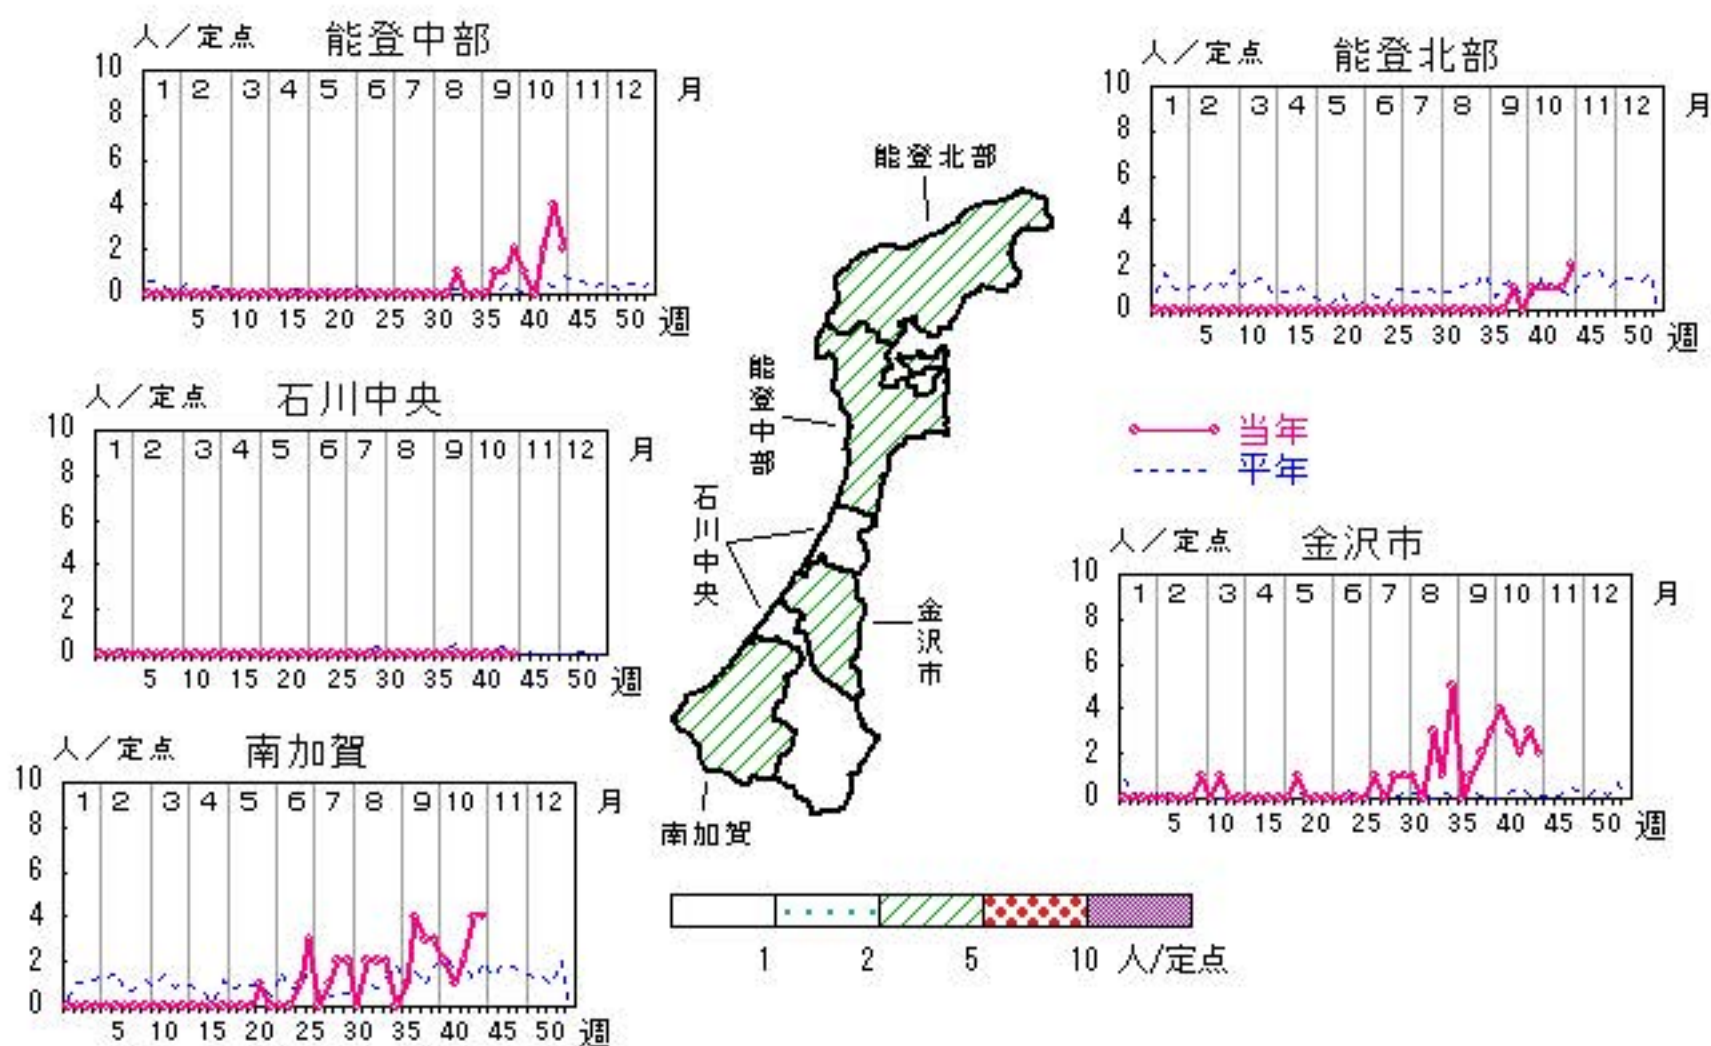 人／定点 能登中部
10 8 6 4 2 0
1 2 3 4 5 6 7 8 9 10 11 12 月
5 10 15 20 25 30 35 40 45 50 週
人／定点 能登北部
10 8 6 4 2 0
1 2 3 4 5 6 7 8 9 10 11 12 月
5 10 15 20 25 30 35 40 45 50 週
人／定点 石川中央
10 8 6 4 2 0
1 2 3 4 5 6 7 8 9 10 11 12 月
5 10 15 20 25 30 35 40 45 50 週
能登北部
能登中部
石川中央
金沢市
南加賀
当年
平年
人／定点 金沢市
10 8 6 4 2 0
1 2 3 4 5 6 7 8 9 10 11 12 月
5 10 15 20 25 30 35 40 45 50 週
人／定点 南加賀
10 8 6 4 2 0
1 2 3 4 5 6 7 8 9 10 11 12 月
5 10 15 20 25 30 35 40 45 50 週
1 2 5 10 人/定点